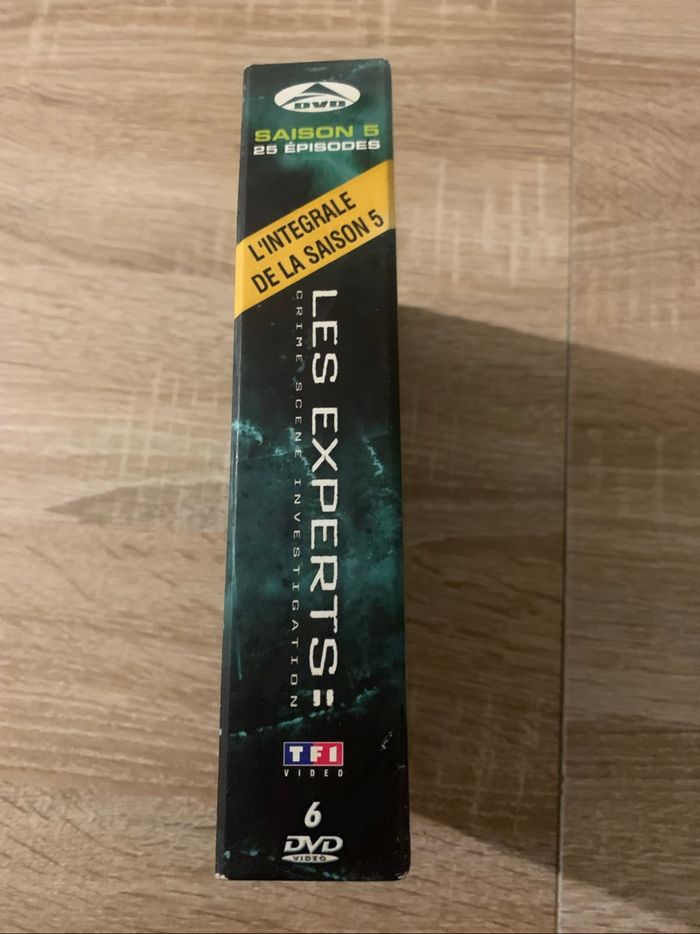 DVD
SAISON 5
25 ÉPISODES
L'INTEGRALE
DE LA SAISON 5
LES EXPERTS:
CRIME SCENE INVESTIGATION
TF1
VIDEO
6
DVD
VIDEO